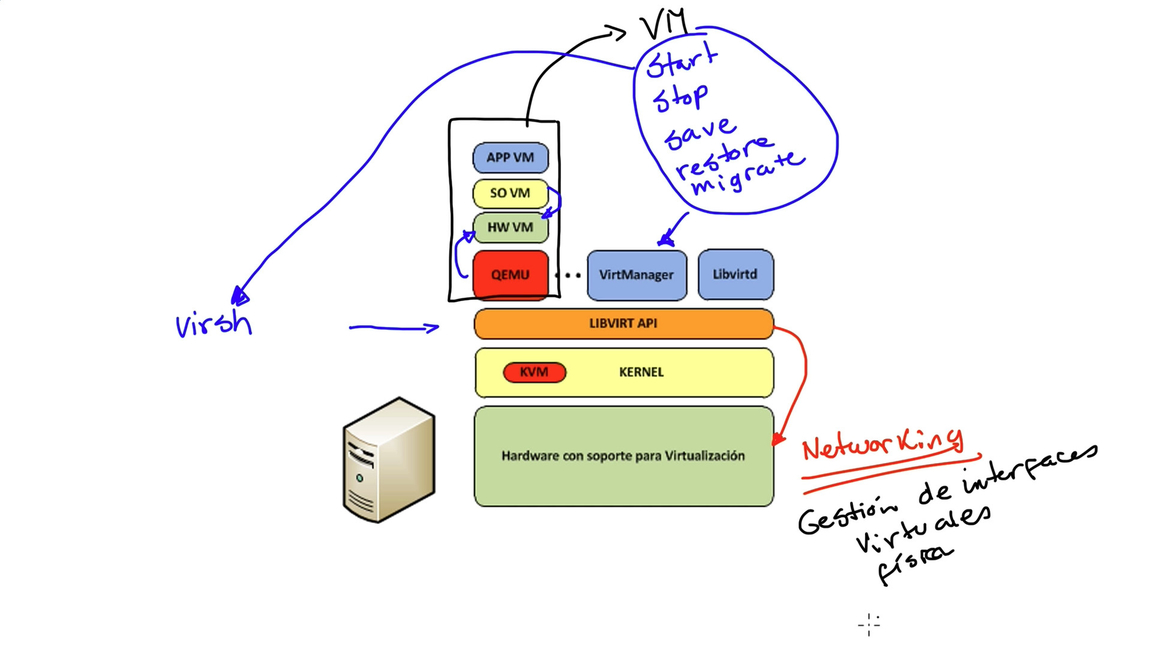 VM
start
stop
save
restore
migrate
APP VM
SO VM
HW VM
QEMU
...
VirtManager
Libvirtd
virsh
LIBVIRT API
KVM
KERNEL
Hardware con soporte para Virtualización
Networking
Gestión de interfaces
virtuales
física